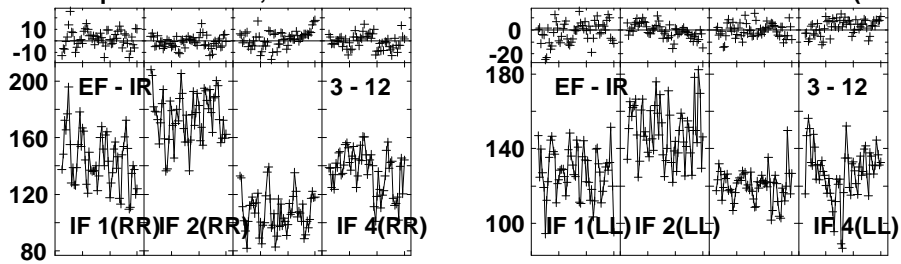 10
-10
200
160
120
80
EF - IR
3 - 12
IF 1(RR)
IF 2(RR)
IF 4(RR)
0
-20
180
140
100
EF - IR
3 - 12
IF 1(LL)
IF 2(LL)
IF 4(LL)